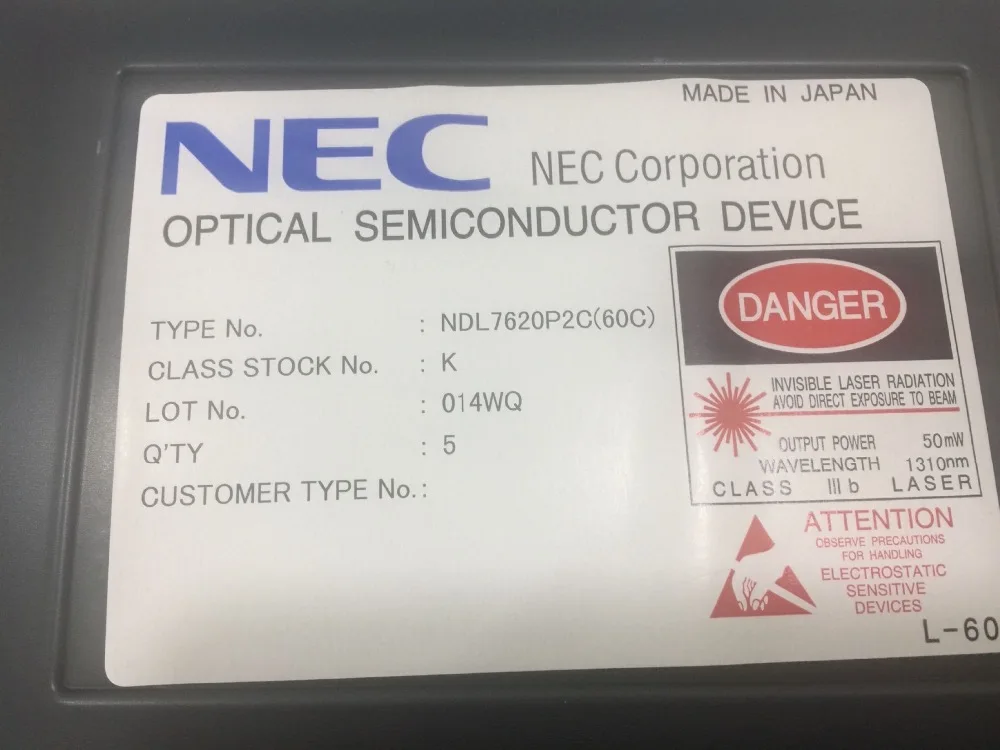 MADE IN JAPAN
NEC NEC Corporation
OPTICAL SEMICONDUCTOR DEVICE
TYPE No. : NDL7620P2C(60C)
CLASS STOCK No. : K
LOT No. : 014WQ
Q'TY : 5
CUSTOMER TYPE No.:
DANGER
INVISIBLE LASER RADIATION
AVOID DIRECT EXPOSURE TO BEAM
OUTPUT POWER 50mW
WAVELENGTH 1310nm
CLASS IIIb LASER
ATTENTION
OBSERVE PRECAUTIONS
FOR HANDLING
ELECTROSTATIC
SENSITIVE
DEVICES
L-60